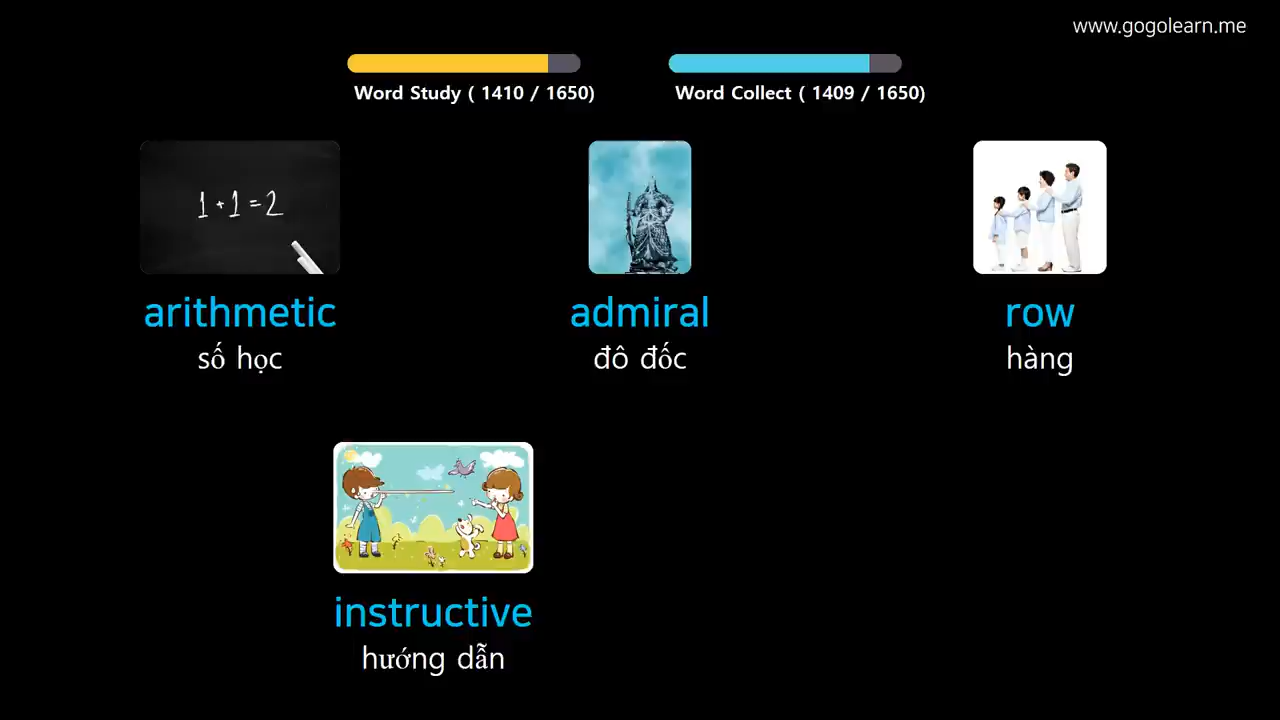 www.gogolearn.me
Word Study ( 1410 / 1650)
Word Collect ( 1409 / 1650)
1+1=2
arithmetic
số học
admiral
đô đốc
row
hàng
instructive
hướng dẫn